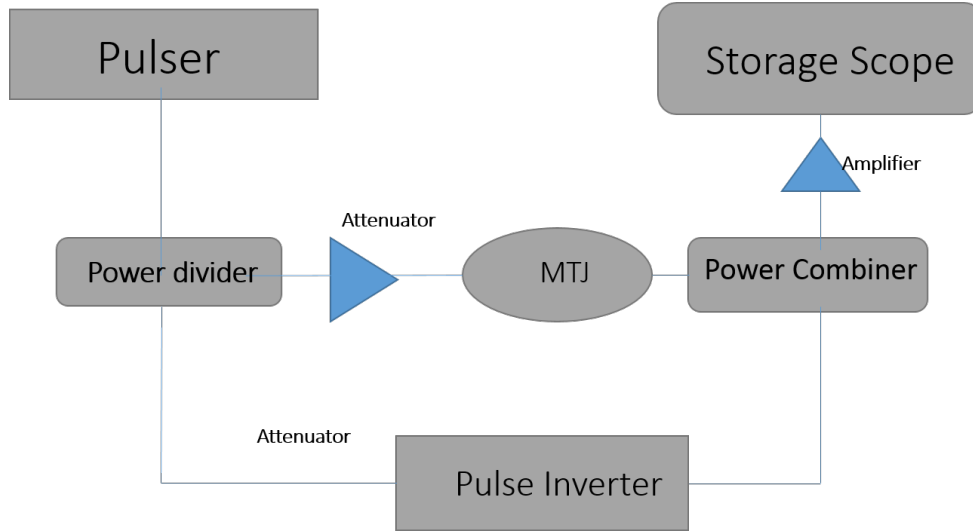 Pulser
Storage Scope
Amplifier
Attenuator
Power divider
MTJ
Power Combiner
Attenuator
Pulse Inverter